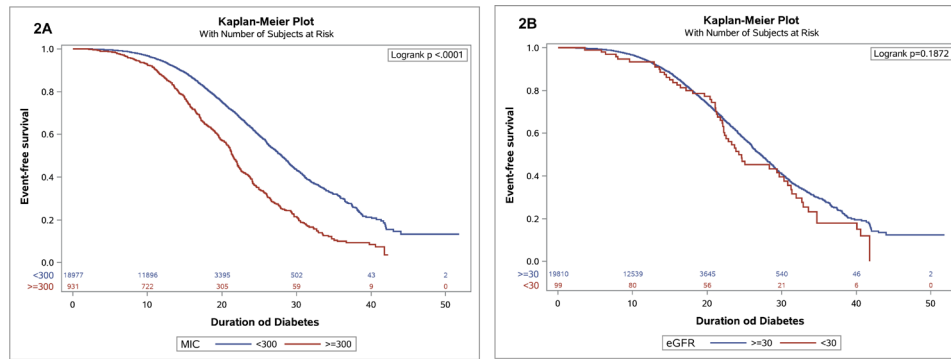 2A
Kaplan-Meier Plot
With Number of Subjects at Risk
Logrank p <.0001
Event-free survival
1.0
0.8
0.6
0.4
0.2
0.0
<300 18977 11896 3395 502 43 2
>=300 931 722 305 59 9 0
0 10 20 30 40 50
Duration od Diabetes
MIC <300 >=300
2B
Kaplan-Meier Plot
With Number of Subjects at Risk
Logrank p=0.1872
Event-free survival
1.0
0.8
0.6
0.4
0.2
0.0
>=30 19810 12539 3645 540 46 2
<30 99 80 56 21 6 0
0 10 20 30 40 50
Duration od Diabetes
eGFR >=30 <30